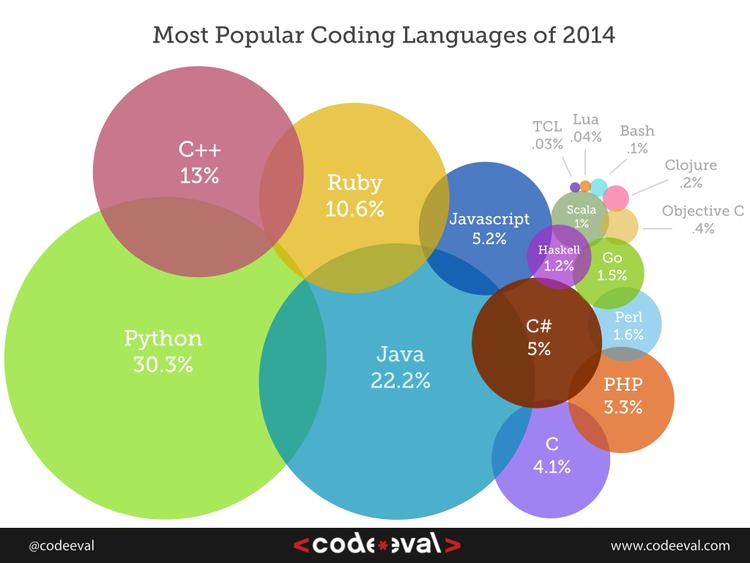 Most Popular Coding Languages of 2014
C++
13%
Ruby
10.6%
Javascript
5.2%
TCL
.03%
Lua
.04%
Bash
.1%
Clojure
.2%
Objective C
.4%
Scala
1%
Haskell
1.2%
Go
1.5%
Python
30.3%
Java
22.2%
C#
5%
Perl
1.6%
PHP
3.3%
C
4.1%
@codeeval
<code*eval>
www.codeeval.com